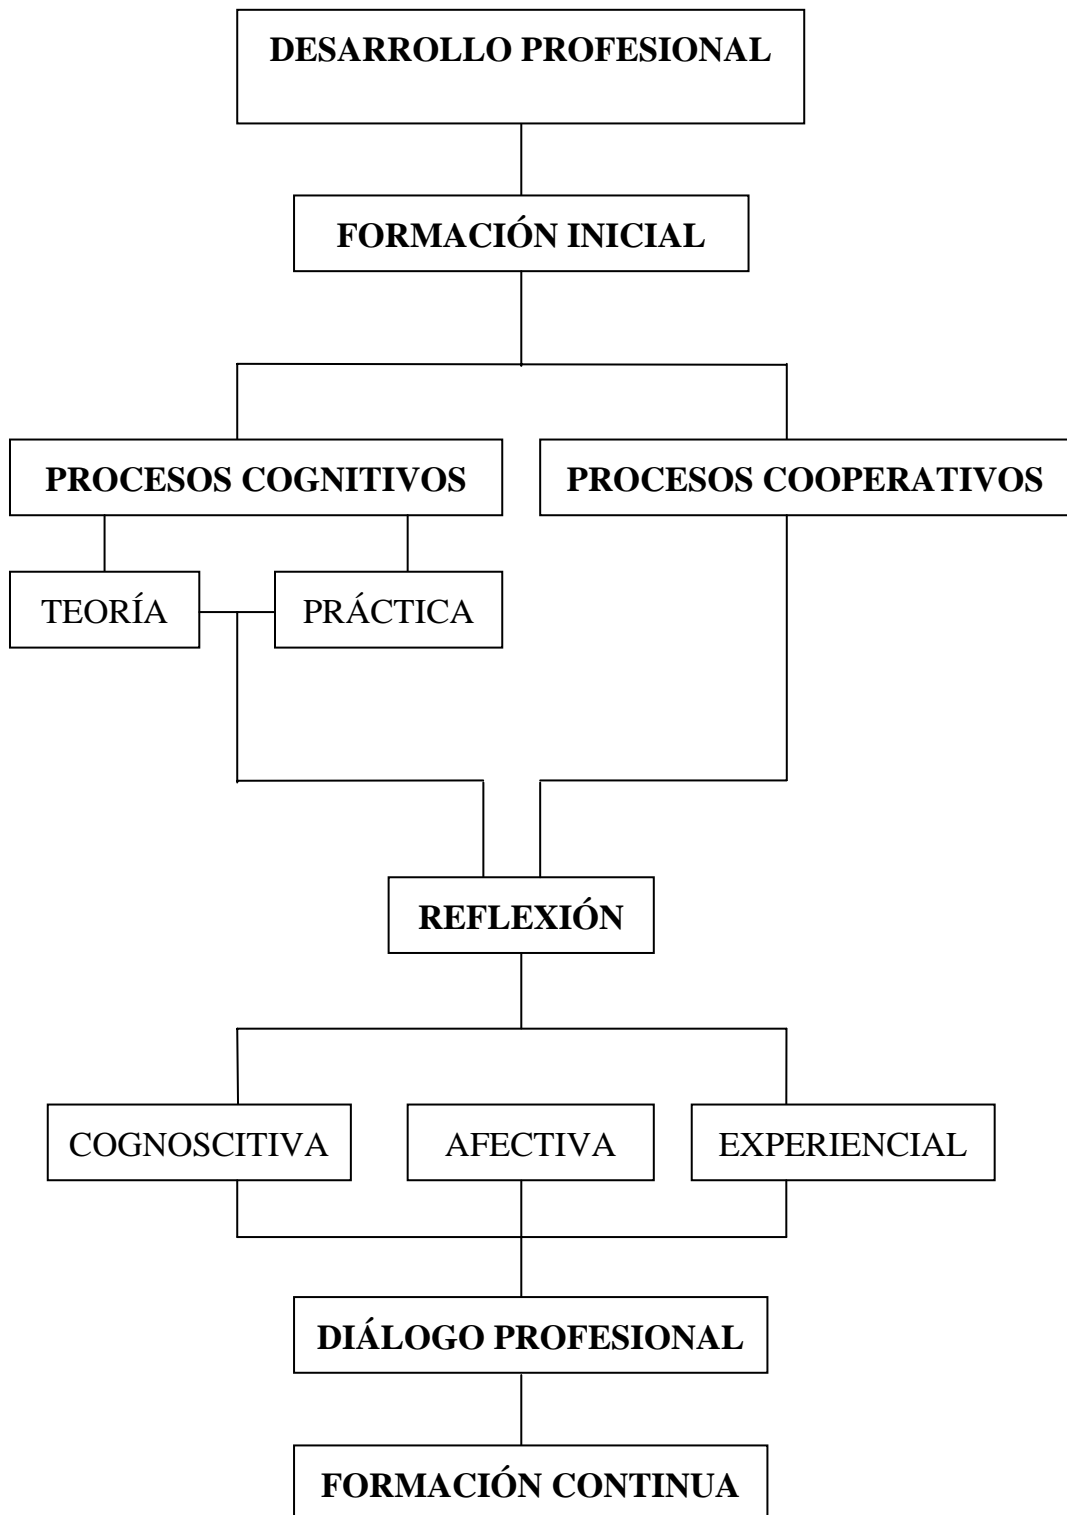 DESARROLLO PROFESIONAL
FORMACIÓN INICIAL
PROCESOS COGNITIVOS
PROCESOS COOPERATIVOS
TEORÍA
PRÁCTICA
REFLEXIÓN
COGNOSCITIVA
AFECTIVA
EXPERIENCIAL
DIÁLOGO PROFESIONAL
FORMACIÓN CONTINUA